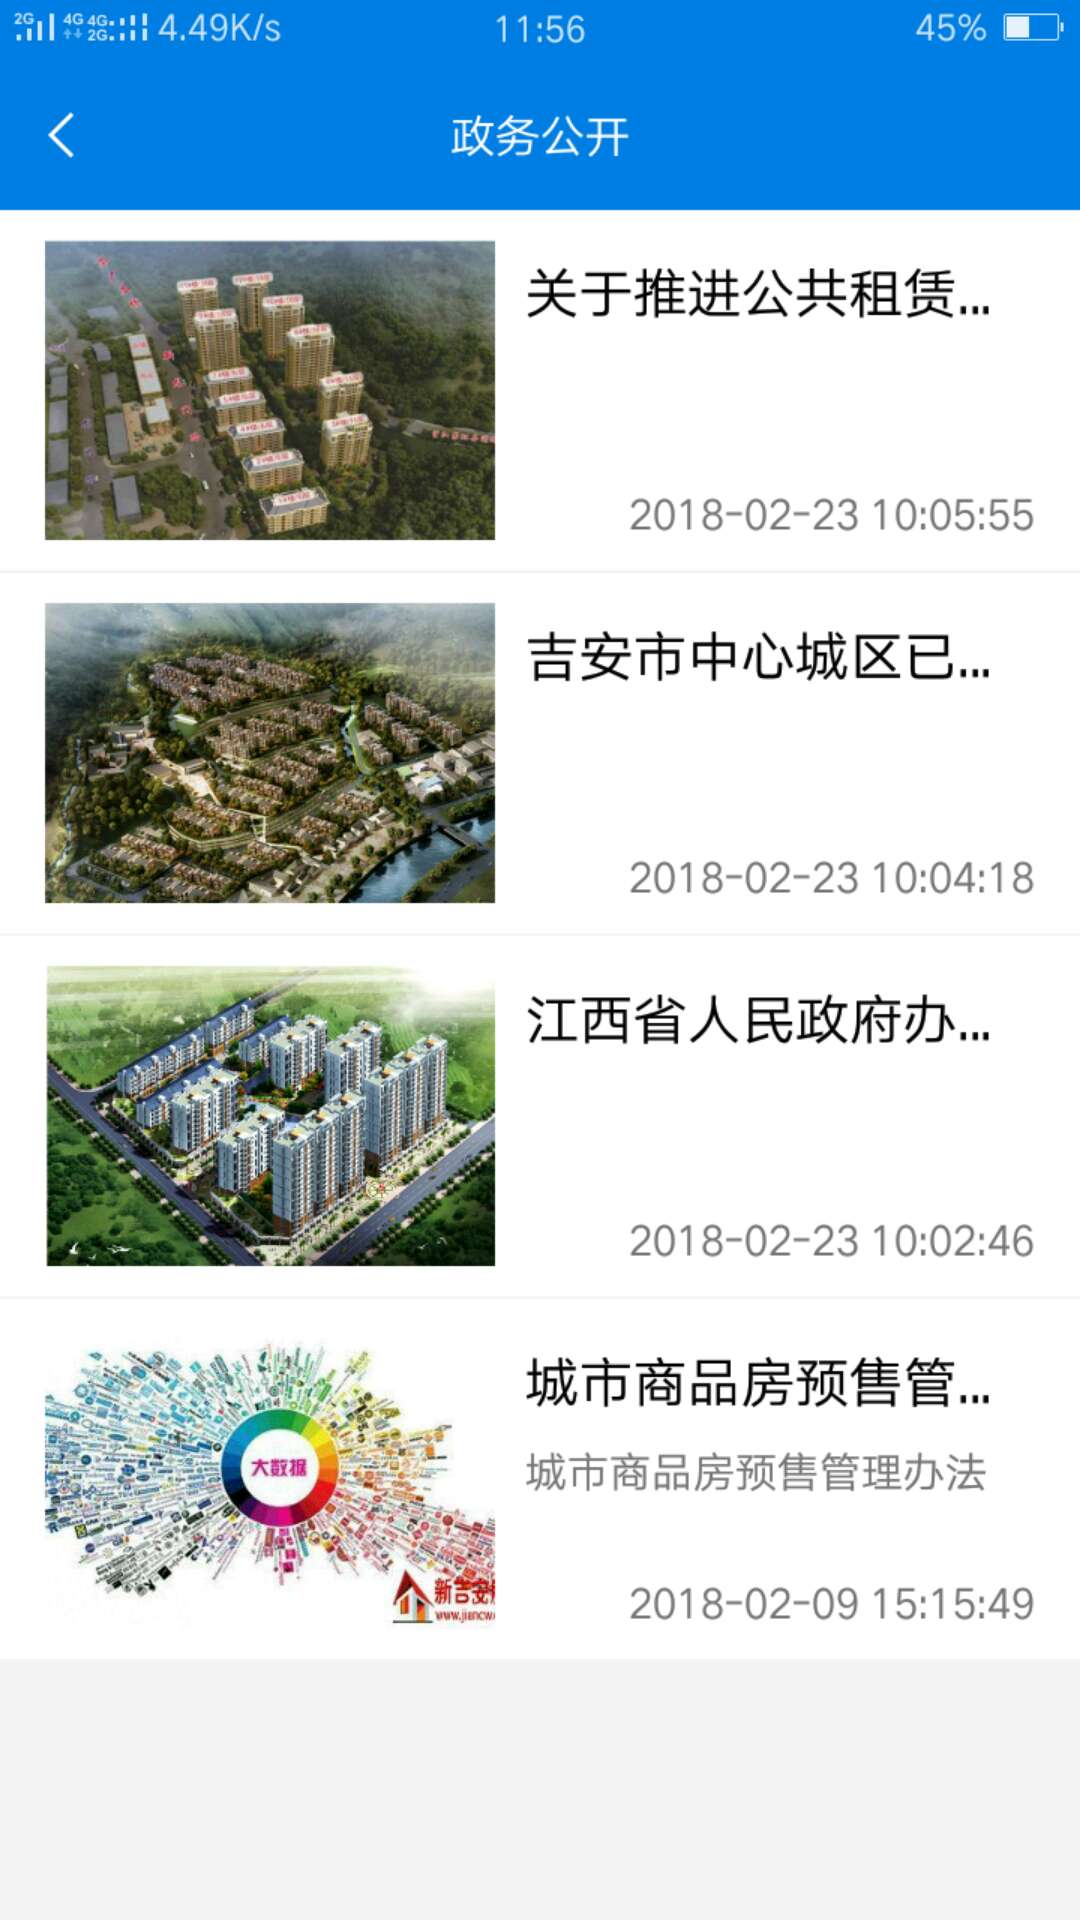 2G 4G 4G 2G 4.49K/s 11:56 45%
政务公开
关于推进公共租赁...
2018-02-23 10:05:55
吉安市中心城区已...
2018-02-23 10:04:18
江西省人民政府办...
2018-02-23 10:02:46
城市商品房预售管...
城市商品房预售管理办法
大数据
新吉安
www.jiancw
2018-02-09 15:15:49